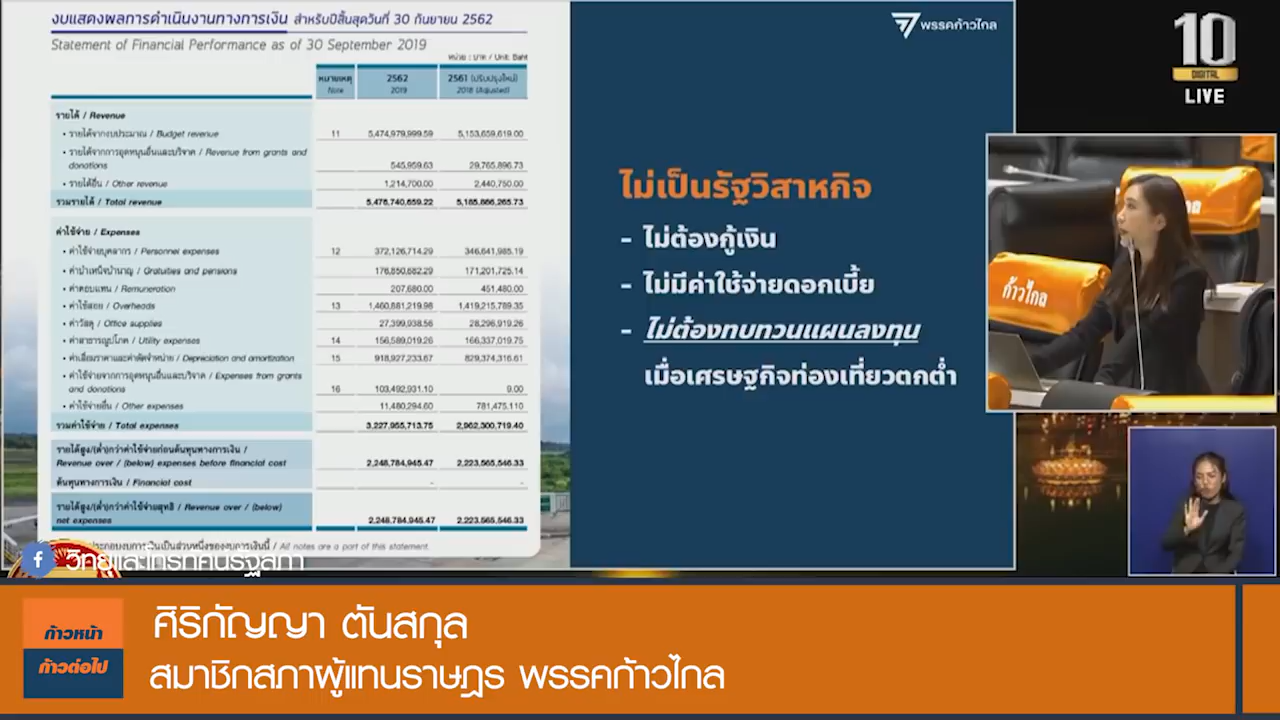 งบแสดงผลการดำเนินงานทางการเงิน สำหรับปีสิ้นสุดวันที่ 30 กันยายน 2562
Statement of Financial Performance as of 30 September 2019
หน่วย : บาท / Unit: Baht
หมายเหตุ 2562 2561 (ปรับปรุงใหม่)
Note 2019 2018 (Adjusted)
รายได้ / Revenue
• รายได้จากงบประมาณ / Budget revenue 11 5,474,979,999.59 5,153,659,619.00
• รายได้จากการอุดหนุนอื่นและบริจาค / Revenue from grants and
donations 545,959.63 29,765,896.73
• รายได้อื่น / Other revenue 1,214,700.00 2,440,750.00
รวมรายได้ / Total revenue 5,476,740,659.22 5,185,866,265.73
ค่าใช้จ่าย / Expenses
• ค่าใช้จ่ายบุคลากร / Personnel expenses 12 372,126,714.29 346,641,985.19
• ค่าบำเหน็จบำนาญ / Gratuities and pensions 176,850,682.29 171,201,725.14
• ค่าตอบแทน / Remuneration 207,680.00 451,480.00
• ค่าใช้สอย / Overheads 13 1,460,881,219.98 1,419,215,789.35
• ค่าวัสดุ / Office supplies 27,399,938.56 28,296,919.26
• ค่าสาธารณูปโภค / Utility expenses 14 156,589,019.26 166,337,019.75
• ค่าเสื่อมราคาและค่าตัดจำหน่าย / Depreciation and amortization 15 918,927,233.67 829,374,316.61
• ค่าใช้จ่ายจากการอุดหนุนอื่นและบริจาค / Expenses from grants
and donations 16 103,492,931.10 9.00
• ค่าใช้จ่ายอื่น / Other expenses 11,480,294.60 781,475.110
รวมค่าใช้จ่าย / Total expenses 3,227,955,713.75 2,962,300,719.40
รายได้สูง/(ต่ำ)กว่าค่าใช้จ่ายก่อนต้นทุนทางการเงิน /
Revenue over / (below) expenses before financial cost 2,248,784,945.47 2,223,565,546.33
ต้นทุนทางการเงิน / Financial cost - -
รายได้สูง/(ต่ำ)กว่าค่าใช้จ่ายสุทธิ / Revenue over / (below)
net expenses 2,248,784,945.47 2,223,565,546.33
ประกอบงบการเงินเป็นส่วนหนึ่งของงบการเงินนี้ / All notes are a part of this statement.
วิทยุและโทรทัศน์รัฐสภา
พรรคก้าวไกล
ไม่เป็นรัฐวิสาหกิจ
- ไม่ต้องกู้เงิน
- ไม่มีค่าใช้จ่ายดอกเบี้ย
- ไม่ต้องทบทวนแผนลงทุน
เมื่อเศรษฐกิจท่องเที่ยวตกต่ำ
10
DIGITAL
LIVE
ก้าวไกล
ก้าวหน้า
ก้าวต่อไป
ศิริกัญญา ตันสกุล
สมาชิกสภาผู้แทนราษฎร พรรคก้าวไกล